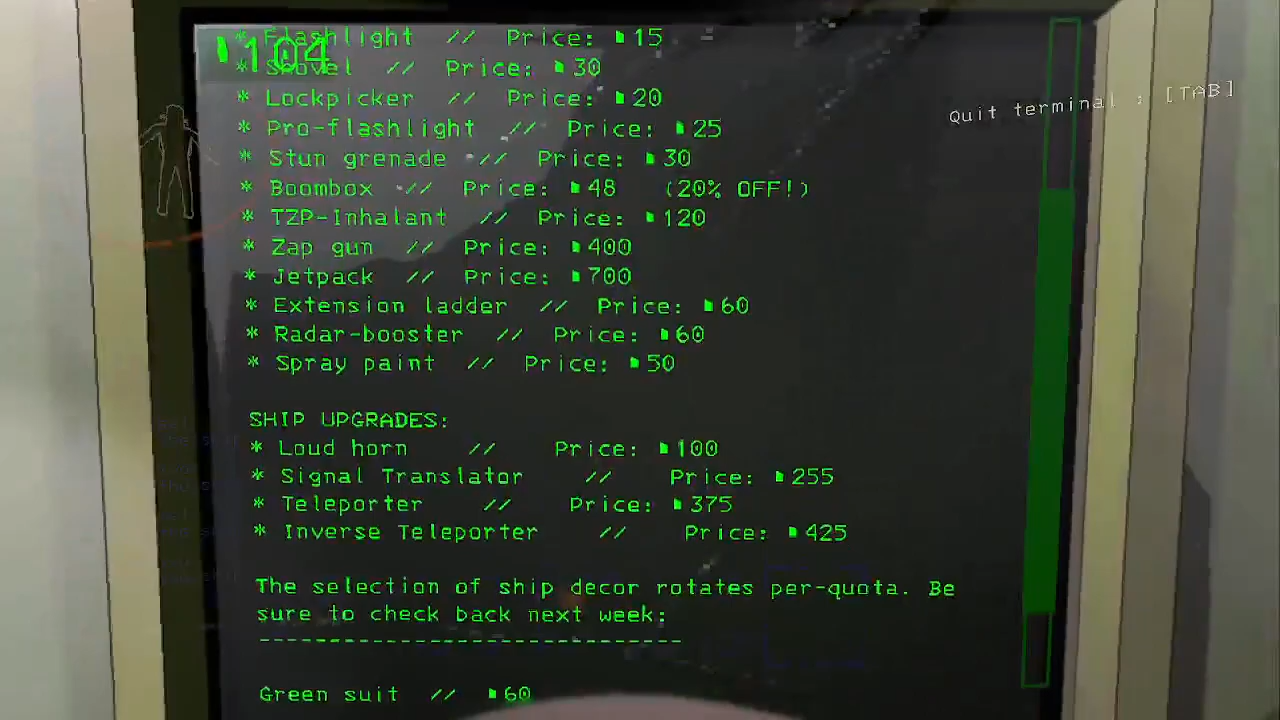 * Flashlight // Price: ▮15
▮104
* Shovel // Price: ▮30
* Lockpicker // Price: ▮20
Quit terminal : [TAB]
* Pro-flashlight // Price: ▮25
* Stun grenade // Price: ▮30
* Boombox // Price: ▮48 (20% OFF!)
* TZP-Inhalant // Price: ▮120
* Zap gun // Price: ▮400
* Jetpack // Price: ▮700
* Extension ladder // Price: ▮60
* Radar-booster // Price: ▮60
* Spray paint // Price: ▮50
SHIP UPGRADES:
* Loud horn // Price: ▮100
* Signal Translator // Price: ▮255
* Teleporter // Price: ▮375
* Inverse Teleporter // Price: ▮425
The selection of ship decor rotates per-quota. Be
sure to check back next week:
------------------------------
Green suit // ▮60